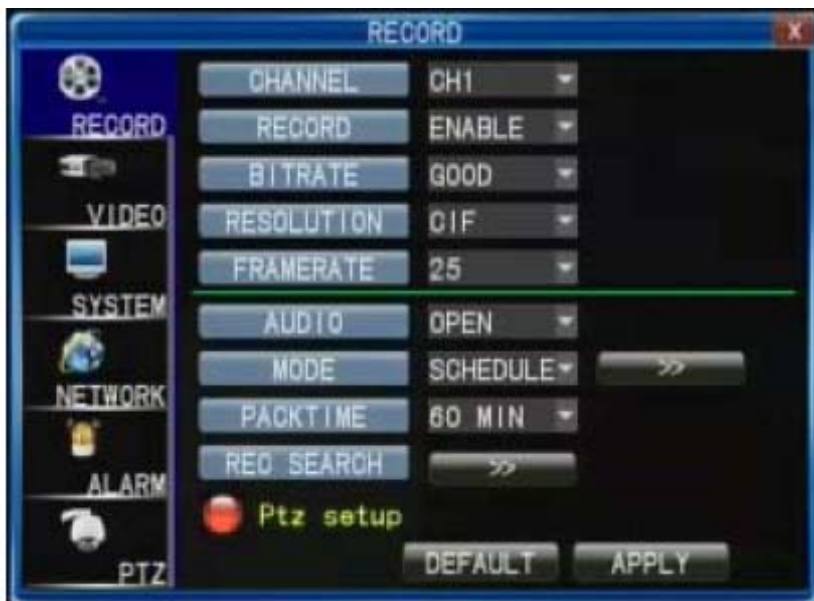 RECORD
X
RECORD
VIDEO
SYSTEM
NETWORK
ALARM
PTZ
CHANNEL CH1
RECORD ENABLE
BITRATE GOOD
RESOLUTION CIF
FRAMERATE 25
AUDIO OPEN
MODE SCHEDULE >>
PACKTIME 60 MIN
REC SEARCH >>
Ptz setup
DEFAULT APPLY